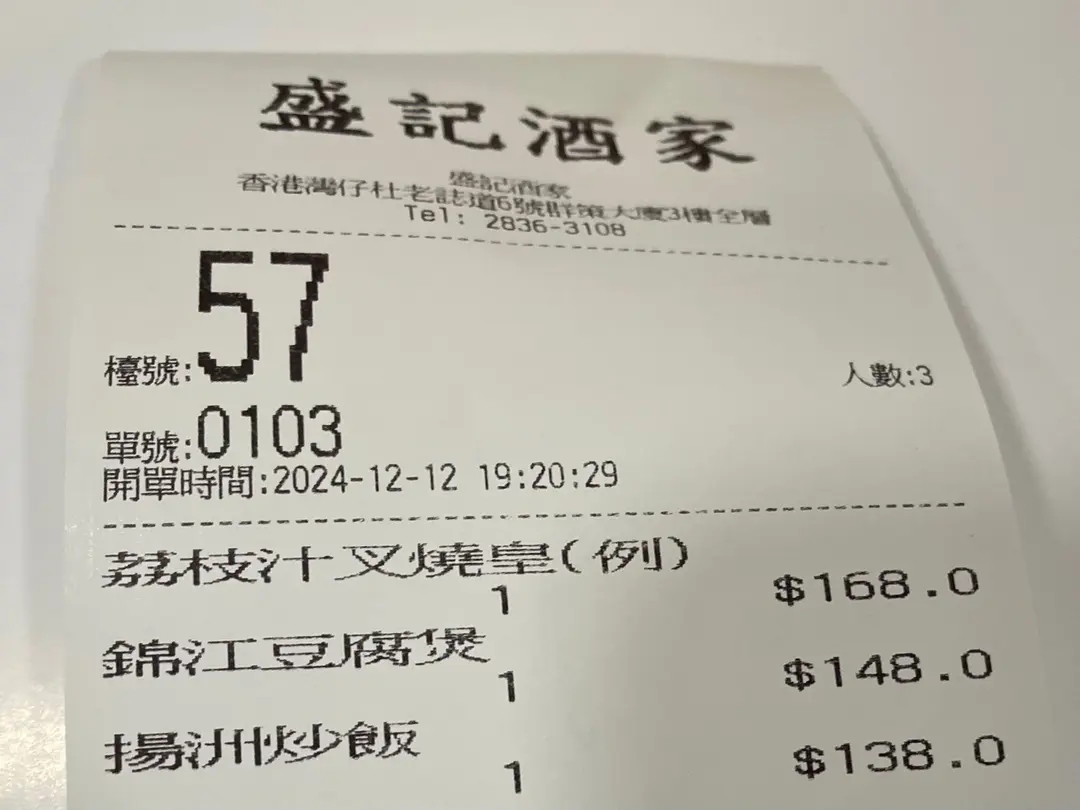 盛記酒家
盛記酒家
香港灣仔杜老誌道6號群策大廈3樓全層
Tel: 2836-3108
檯號:57
人數:3
單號:0103
開單時間:2024-12-12 19:20:29
荔枝汁叉燒皇(例)
1 $168.0
錦江豆腐煲
1 $148.0
揚洲炒飯
1 $138.0